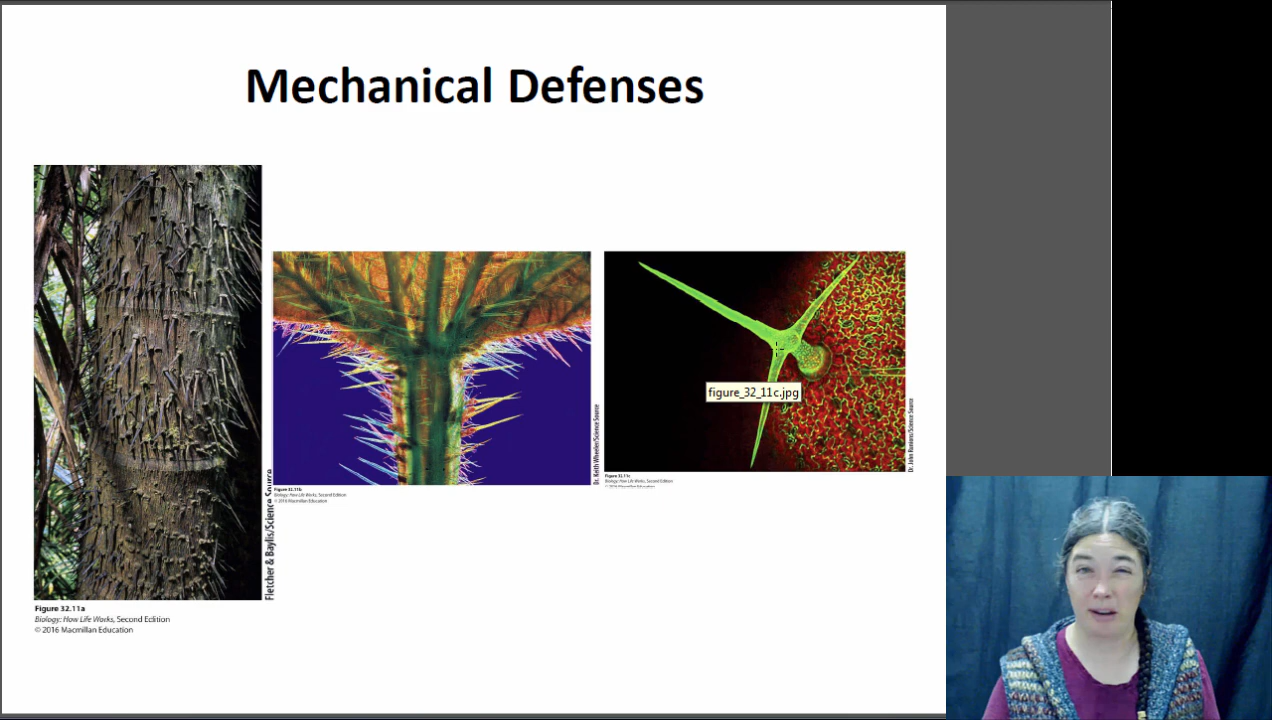 Mechanical Defenses
Fletcher & Baylis/Science Source
Figure 32.11a
Biology: How Life Works, Second Edition
© 2016 Macmillan Education
Dr. Keith Wheeler/Science Source
Figure 32.11b
Biology: How Life Works, Second Edition
© 2016 Macmillan Education
figure_32_11c.jpg
Dr. John Runions/Science Source
Figure 32.11c
Biology: How Life Works, Second Edition
© 2016 Macmillan Education